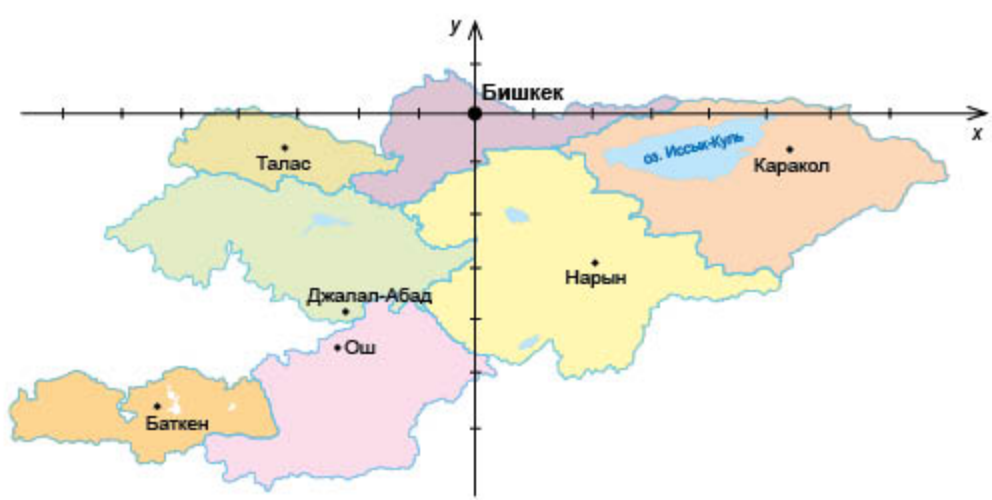 y
Бишкек
x
оз. Иссык-Куль
Талас
Каракол
Нарын
Джалал-Абад
Ош
Баткен